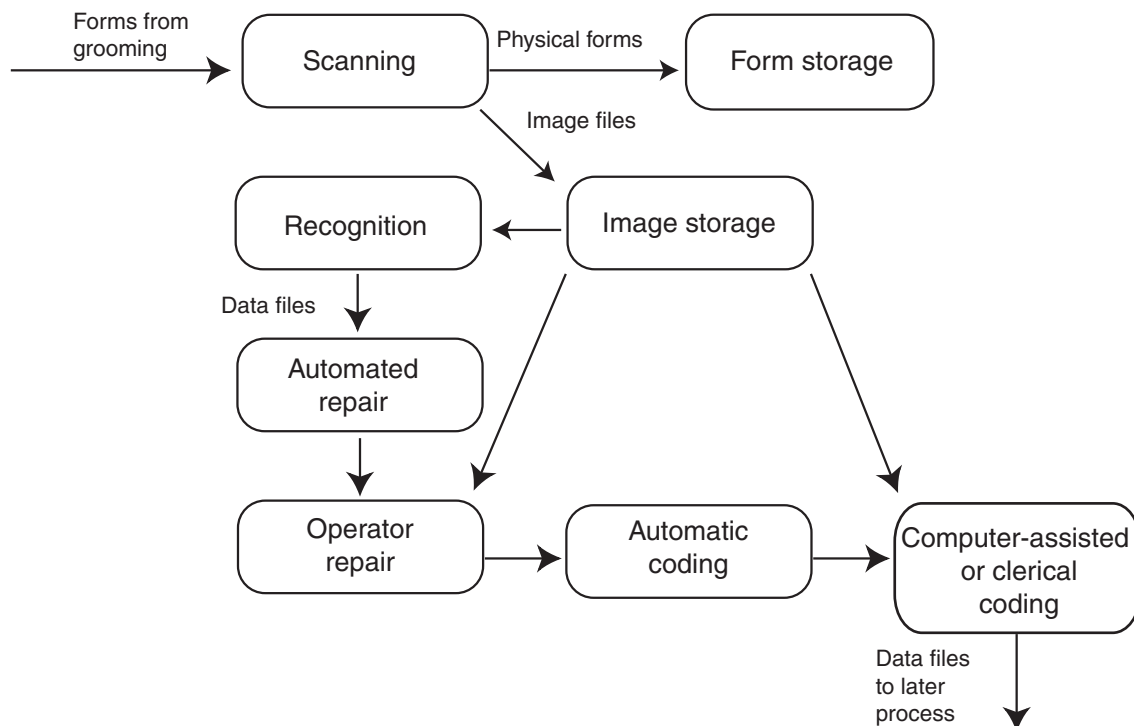 Forms from
grooming
Scanning
Physical forms
Form storage
Image files
Recognition
Image storage
Data files
Automated
repair
Operator
repair
Automatic
coding
Computer-assisted
or clerical
coding
Data files
to later
process